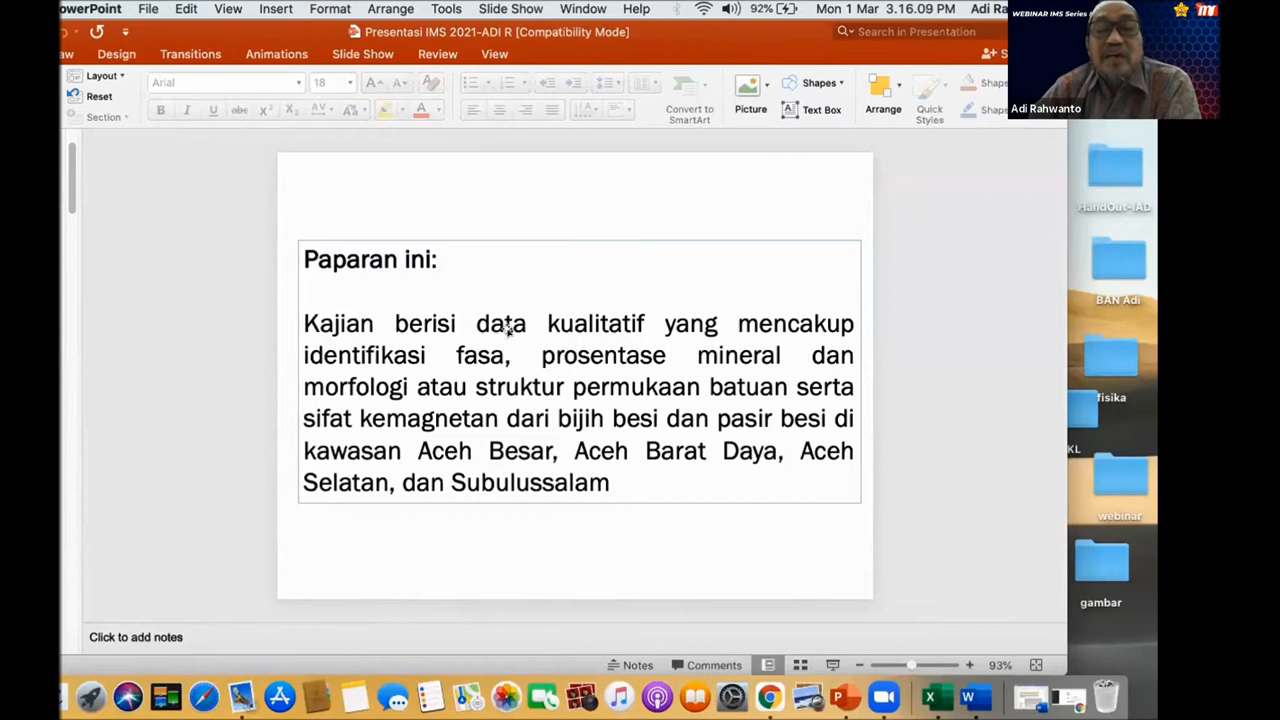 PowerPoint File Edit View Insert Format Arrange Tools Slide Show Window Help 92% Mon 1 Mar 3.16.09 PM Adi Ra
WEBINAR IMS Series
Presentasi IMS 2021-ADI R [Compatibility Mode]
Search in Presentation
aw Design Transitions Animations Slide Show Review View
Layout
Reset
Section
Arial
18
Convert to
SmartArt
Picture
Shapes
Text Box
Arrange
Quick
Styles
Shap
Shape
Adi Rahwanto
Paparan ini:
Kajian berisi data kualitatif yang mencakup
identifikasi fasa, prosentase mineral dan
morfologi atau struktur permukaan batuan serta
sifat kemagnetan dari bijih besi dan pasir besi di
kawasan Aceh Besar, Aceh Barat Daya, Aceh
Selatan, dan Subulussalam
HandOut-IAD
BAN Adi
fisika
KL
webinar
gambar
Click to add notes
Notes Comments 93%